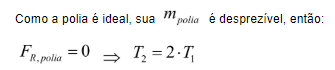 Como a polia é ideal, sua m_polia é desprezível, então:
F_R,polia = 0 ⇒ T_2 = 2·T_1